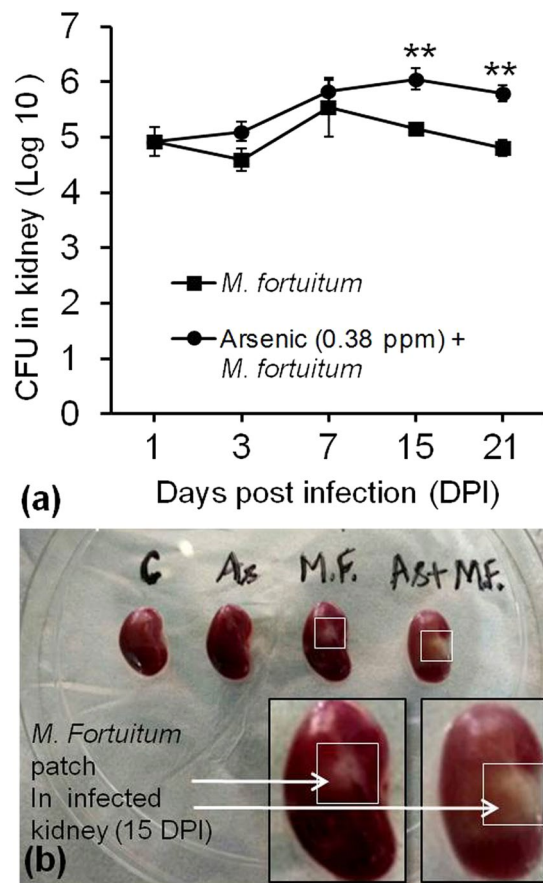 7
6
5
4
3
2
1
0
CFU in kidney (Log 10)
** **
M. fortuitum
Arsenic (0.38 ppm) +
M. fortuitum
1 3 7 15 21
Days post infection (DPI)
(a)
C As M.F. As+ M.F.
M. Fortuitum
patch
In infected
kidney (15 DPI)
(b)